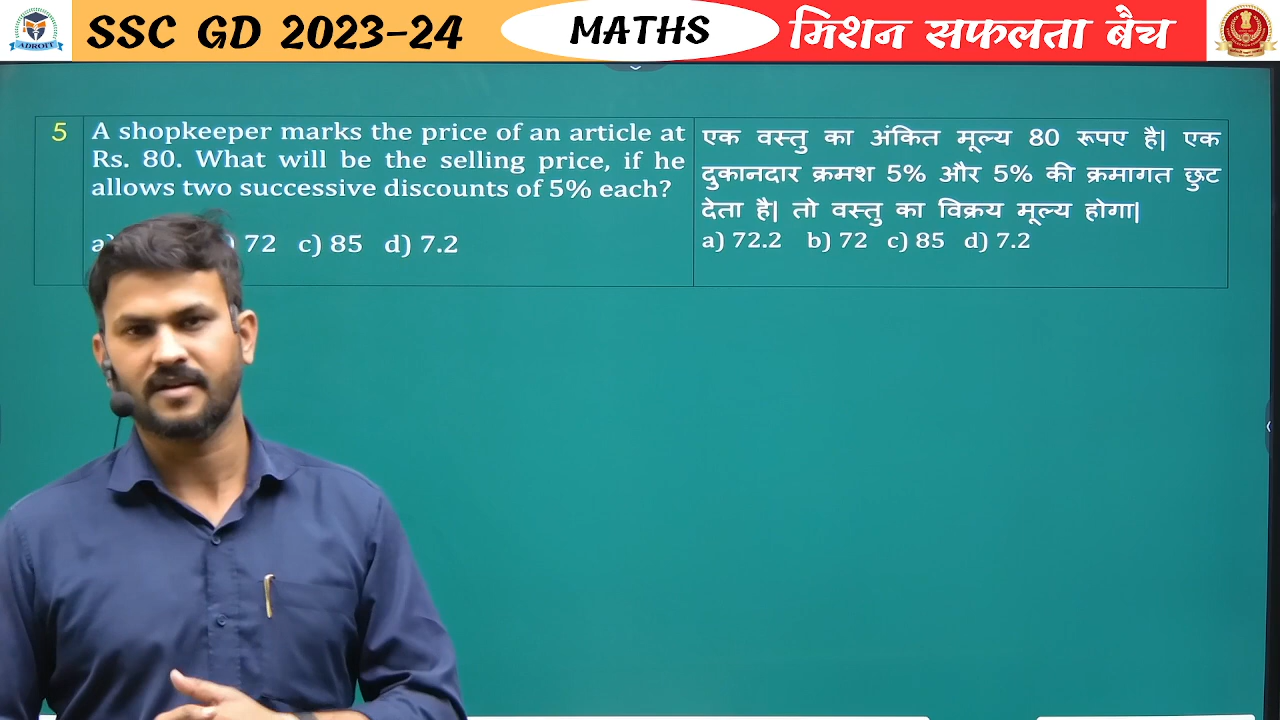 SSC GD 2023-24
MATHS
मिशन सफलता बैच
ADROIT
5
A shopkeeper marks the price of an article at
Rs. 80. What will be the selling price, if he
allows two successive discounts of 5% each?
a) 72 c) 85 d) 7.2
एक वस्तु का अंकित मूल्य 80 रूपए है| एक
दुकानदार क्रमश 5% और 5% की क्रमागत छुट
देता है| तो वस्तु का विक्रय मूल्य होगा|
a) 72.2 b) 72 c) 85 d) 7.2